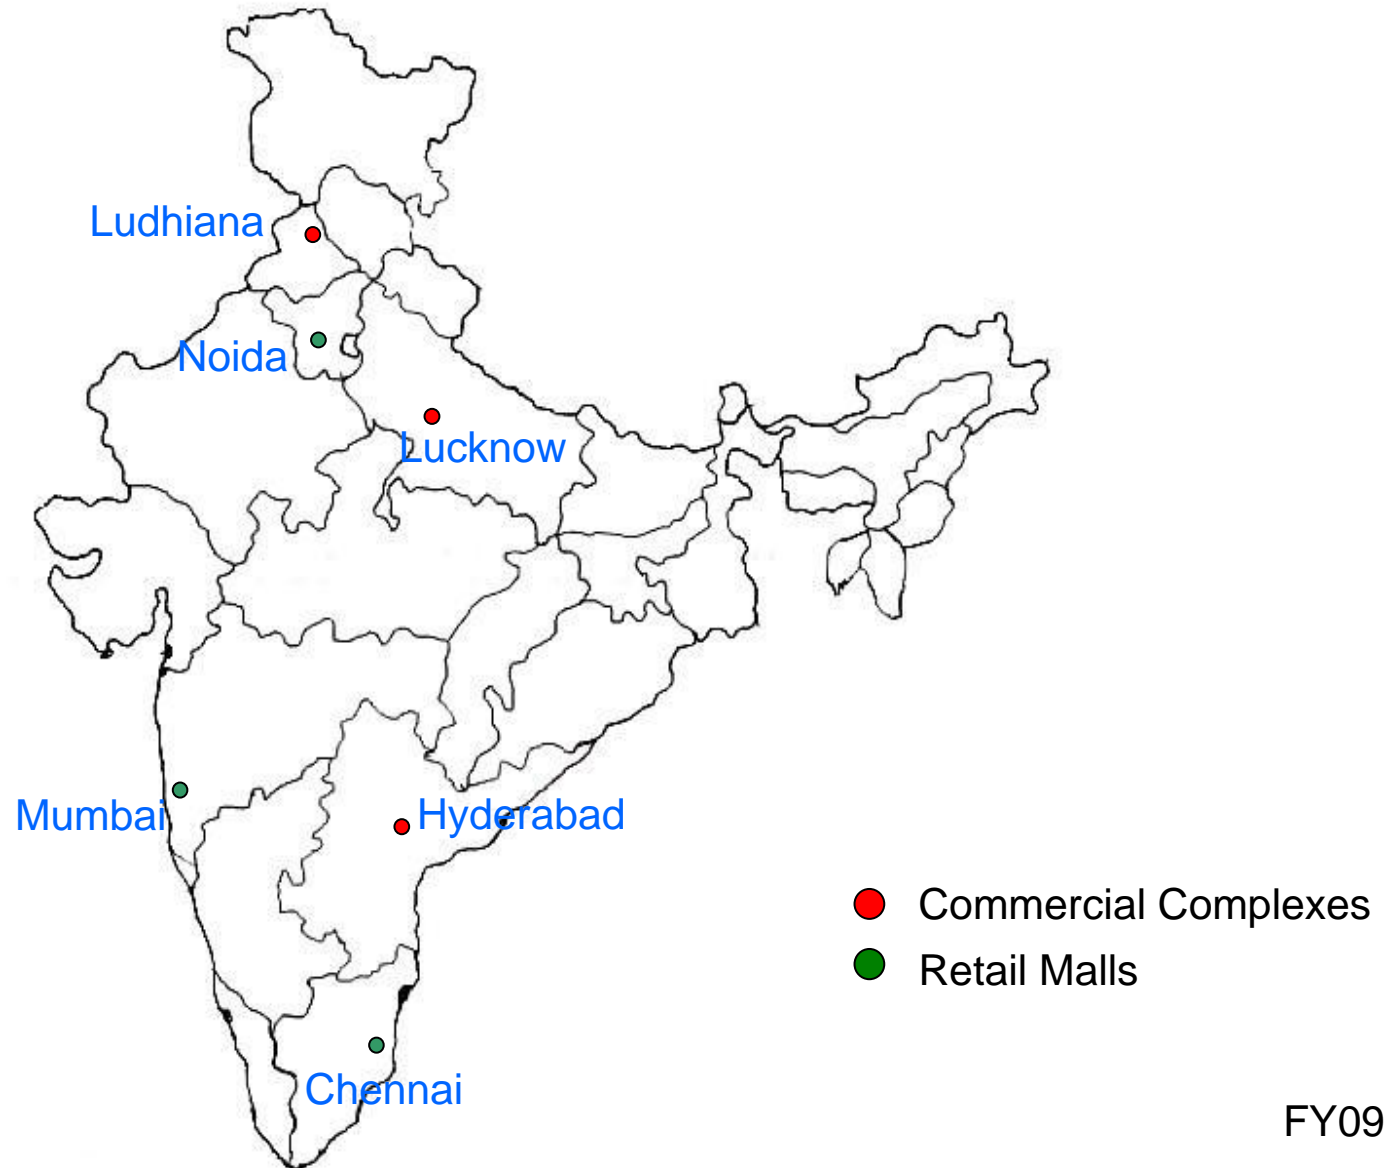 Ludhiana
Noida
Lucknow
Mumbai
Hyderabad
Commercial Complexes
Retail Malls
Chennai
FY09